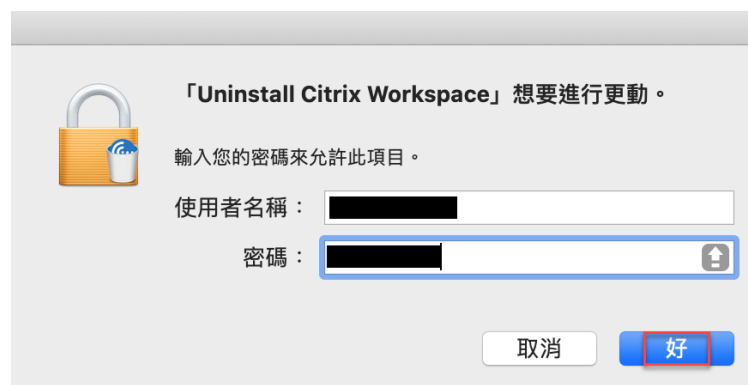 「Uninstall Citrix Workspace」想要進行更動。
輸入您的密碼來允許此項目。
使用者名稱：
密碼：
取消 好